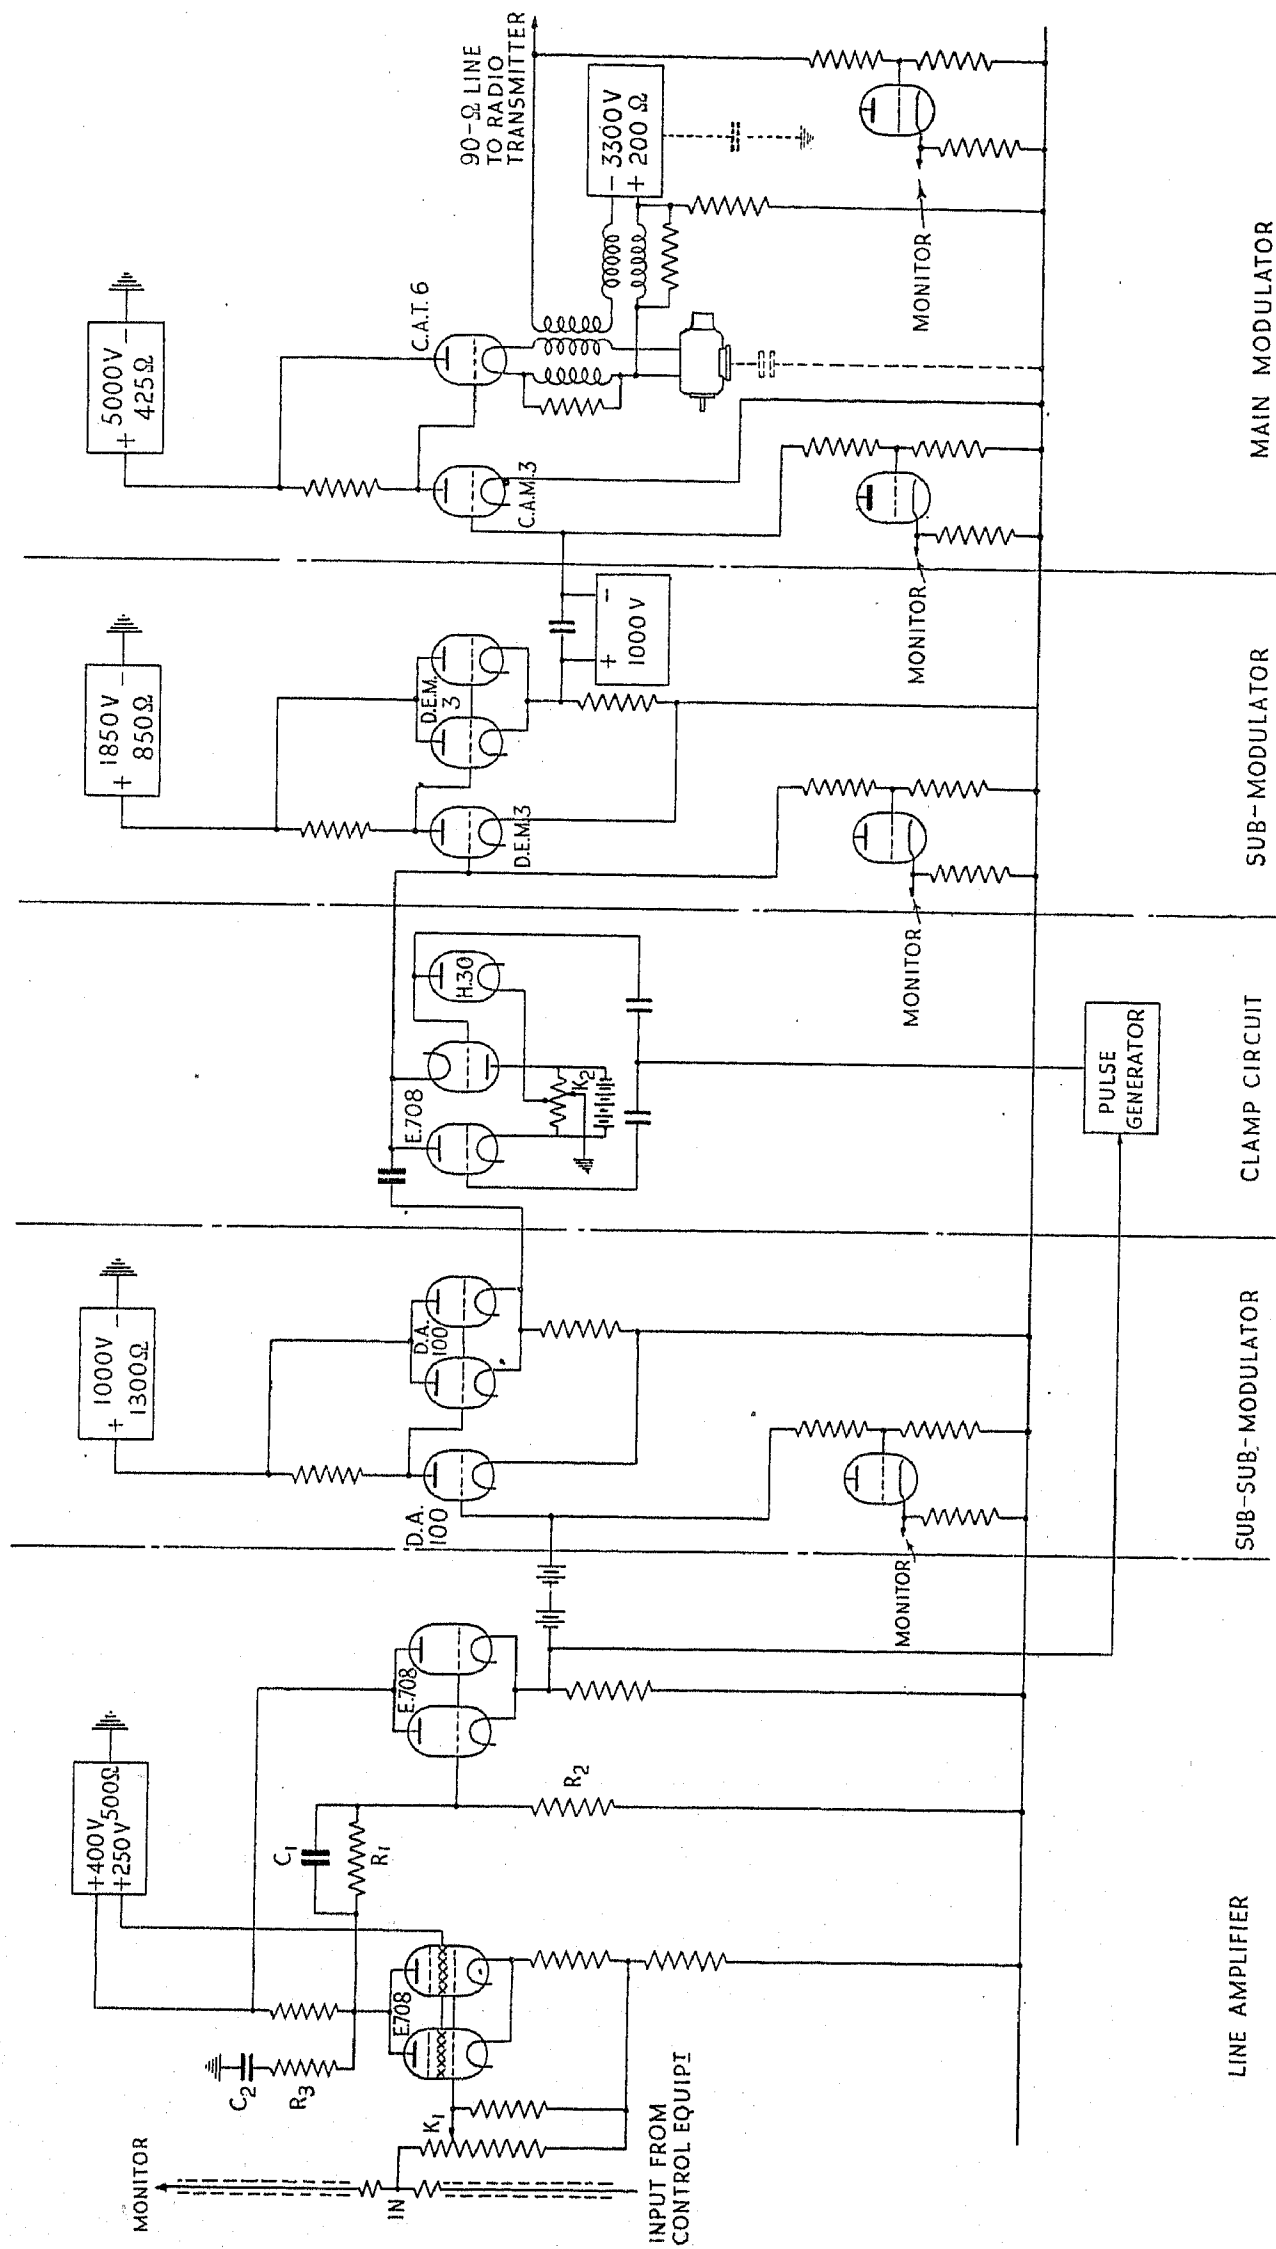 MONITOR
IN
INPUT FROM
CONTROL EQUIPT
K1
C2
R3
E.708
+400V
+250V
500Ω
C1
R1
R2
E.708
LINE AMPLIFIER
D.A.
100
+ 1000V -
1300Ω
D.A.
100
MONITOR
SUB-SUB-MODULATOR
E.708
K2
H.30
PULSE
GENERATOR
CLAMP CIRCUIT
MONITOR
D.E.M.3
+ 1850V -
850Ω
D.E.M.
3
+ -
1000V
SUB-MODULATOR
MONITOR
C.A.M.3
+ 5000V -
425Ω
C.A.T.6
90-Ω LINE
TO RADIO
TRANSMITTER
- 3300V
+ 200Ω
MONITOR
MAIN MODULATOR